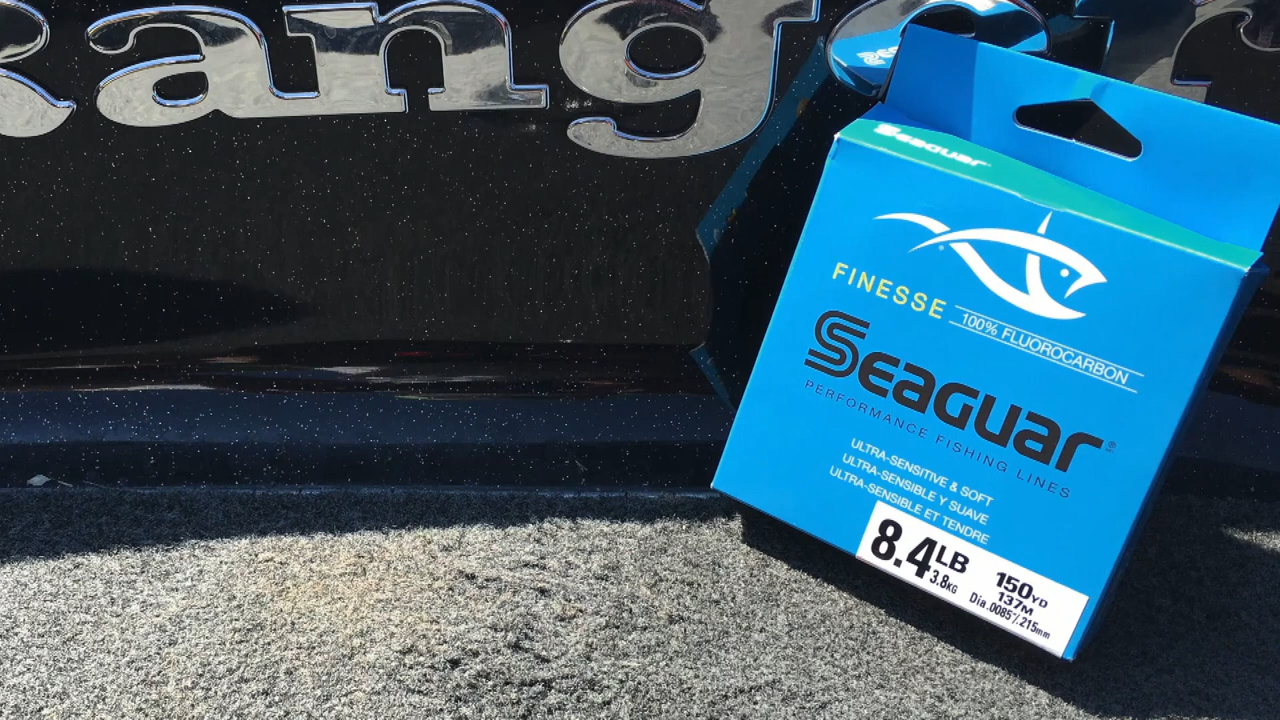 Ranger
Seaguar
FINESSE
100% FLUOROCARBON
Seaguar®
PERFORMANCE FISHING LINES
ULTRA-SENSITIVE & SOFT
ULTRA-SENSIBLE Y SUAVE
ULTRA-SENSIBLE ET TENDRE
8.4LB
3.8KG
150YD
137M
Dia.0085"/.215mm